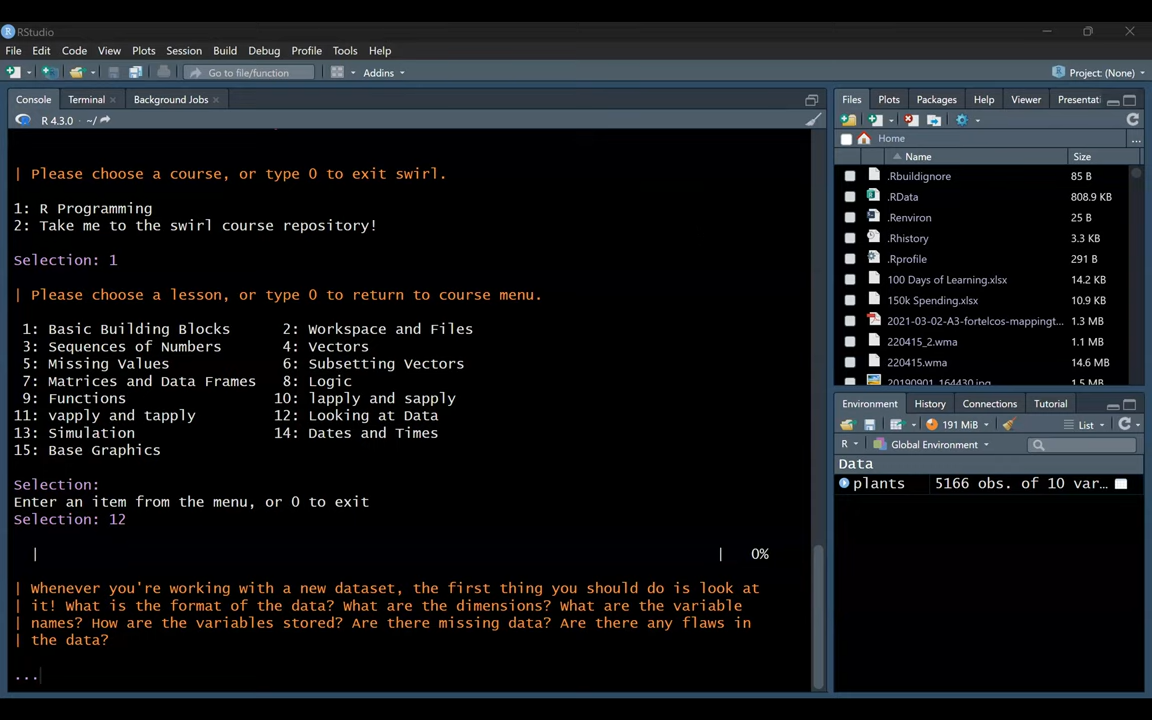 RStudio
File Edit Code View Plots Session Build Debug Profile Tools Help
Go to file/function Addins Project: (None)
Console Terminal Background Jobs
R 4.3.0 · ~/
| Please choose a course, or type 0 to exit swirl.
1: R Programming
2: Take me to the swirl course repository!
Selection: 1
| Please choose a lesson, or type 0 to return to course menu.
1: Basic Building Blocks 2: Workspace and Files
3: Sequences of Numbers 4: Vectors
5: Missing Values 6: Subsetting Vectors
7: Matrices and Data Frames 8: Logic
9: Functions 10: lapply and sapply
11: vapply and tapply 12: Looking at Data
13: Simulation 14: Dates and Times
15: Base Graphics
Selection:
Enter an item from the menu, or 0 to exit
Selection: 12
| | 0%
| Whenever you're working with a new dataset, the first thing you should do is look at
| it! What is the format of the data? What are the dimensions? What are the variable
| names? How are the variables stored? Are there missing data? Are there any flaws in
| the data?
...
Files Plots Packages Help Viewer Presentati
Home ...
Name Size
.Rbuildignore 85 B
.RData 808.9 KB
.Renviron 25 B
.Rhistory 3.3 KB
.Rprofile 291 B
100 Days of Learning.xlsx 14.2 KB
150k Spending.xlsx 10.9 KB
2021-03-02-A3-fortelcos-mappingt... 1.3 MB
220415_2.wma 1.1 MB
220415.wma 14.6 MB
20190901_164430.jpg 1.5 MB
Environment History Connections Tutorial
191 MiB List
R Global Environment
Data
plants 5166 obs. of 10 var...